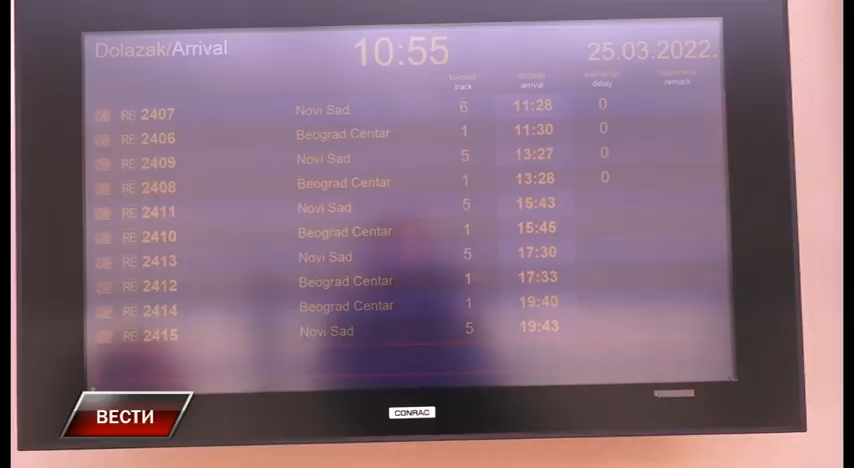 Dolazak/Arrival 10:55 25.03.2022.
track arrival delay remark
RE 2407 Novi Sad 6 11:28 0
RE 2406 Beograd Centar 1 11:30 0
RE 2409 Novi Sad 5 13:27 0
RE 2408 Beograd Centar 1 13:28 0
RE 2411 Novi Sad 5 15:43
RE 2410 Beograd Centar 1 15:45
RE 2413 Novi Sad 5 17:30
RE 2412 Beograd Centar 1 17:33
RE 2414 Beograd Centar 1 19:40
RE 2415 Novi Sad 5 19:43
CONRAC
ВЕСТИ